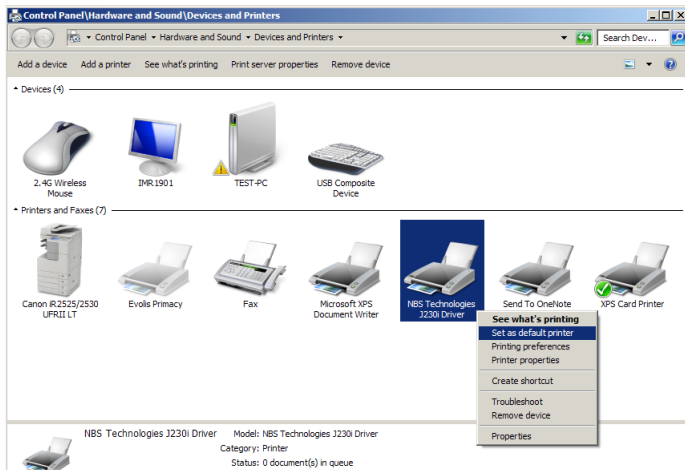 Control Panel\Hardware and Sound\Devices and Printers
Control Panel Hardware and Sound Devices and Printers Search Dev...
Add a device Add a printer See what's printing Print server properties Remove device
Devices (4)
2.4G Wireless Mouse
IMR1901
TEST-PC
USB Composite Device
Printers and Faxes (7)
Canon iR2525/2530 UFRII LT
Evolis Primacy
Fax
Microsoft XPS Document Writer
NBS Technologies J230i Driver
Send To OneNote
XPS Card Printer
See what's printing
Set as default printer
Printing preferences
Printer properties
Create shortcut
Troubleshoot
Remove device
Properties
NBS Technologies J230i Driver Model: NBS Technologies J230i Driver
Category: Printer
Status: 0 document(s) in queue